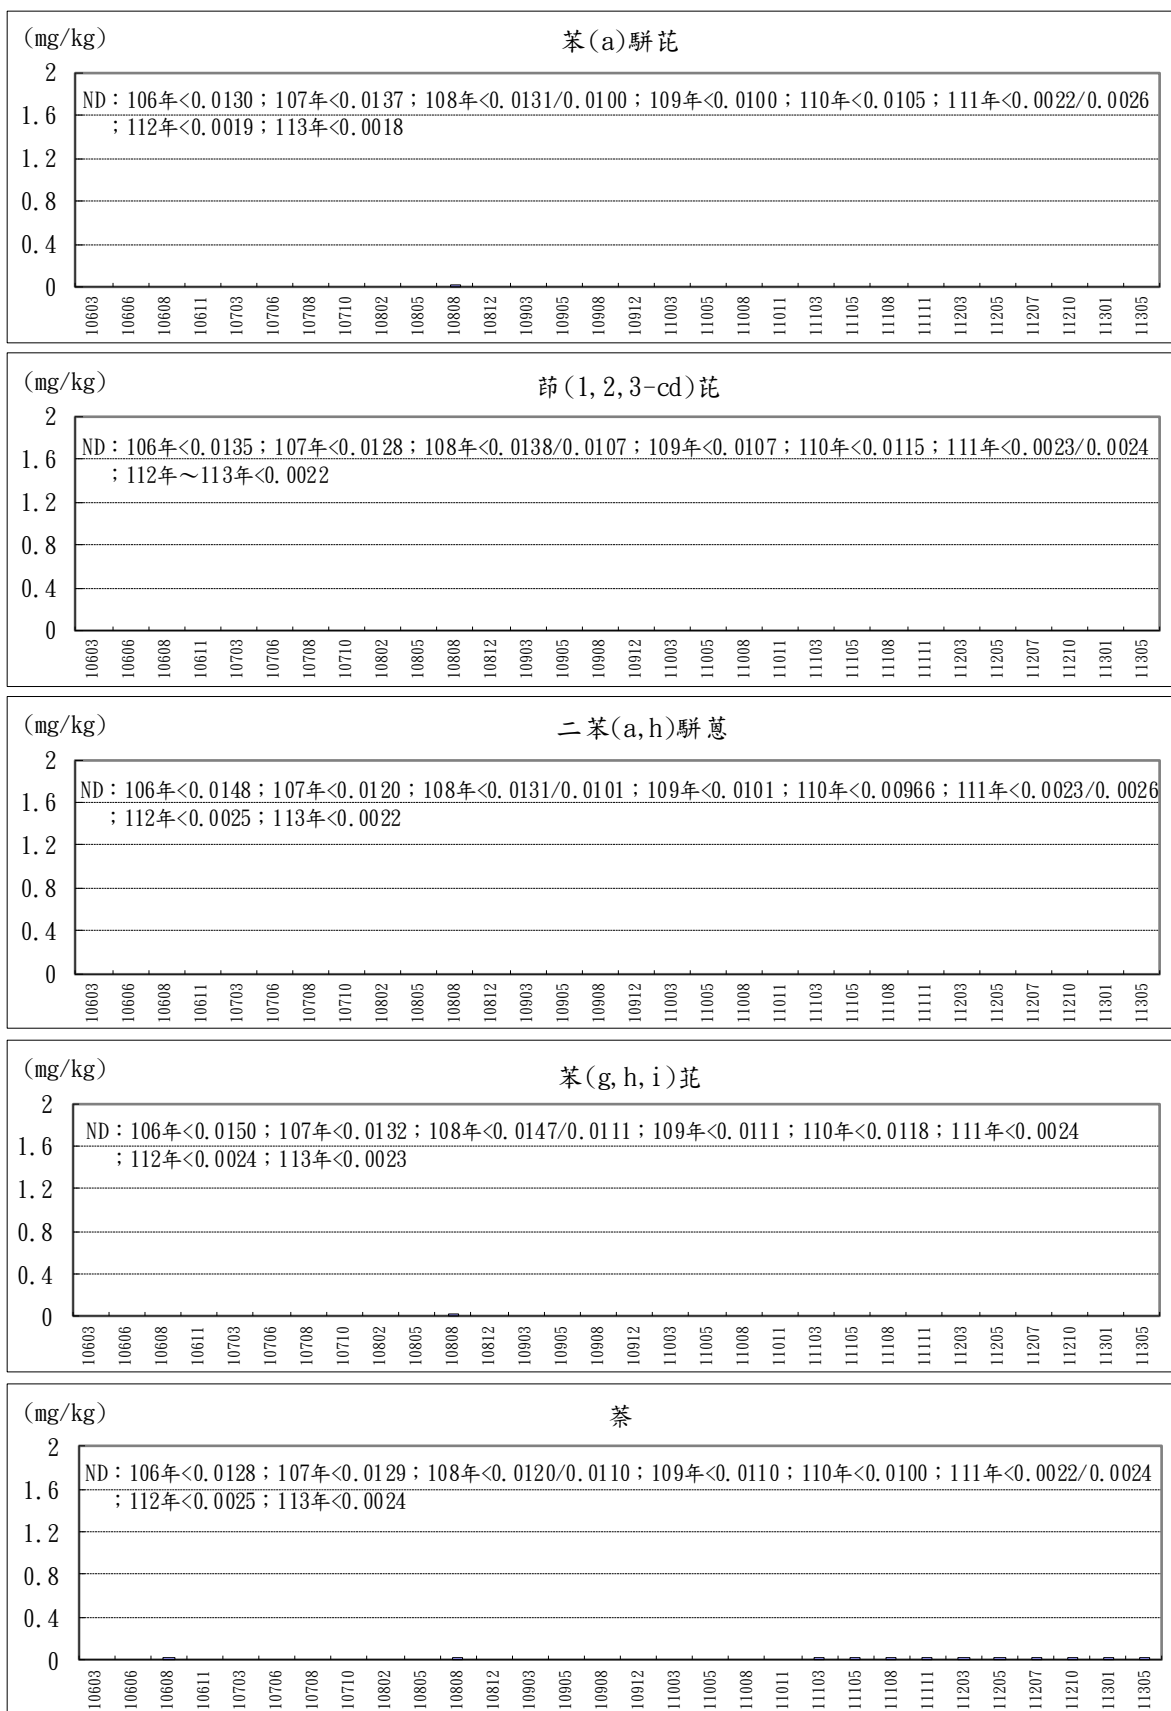 (mg/kg)
苯(a)駢芘
2
ND：106年<0.0130；107年<0.0137；108年<0.0131/0.0100；109年<0.0100；110年<0.0105；111年<0.0022/0.0026
1.6
；112年<0.0019；113年<0.0018
1.2
0.8
0.4
0
10603 10606 10608 10611 10703 10706 10708 10710 10802 10805 10808 10812 10903 10905 10908 10912 11003 11005 11008 11011 11103 11105 11108 11111 11203 11205 11207 11210 11301 11305
(mg/kg)
茚(1,2,3-cd)芘
2
ND：106年<0.0135；107年<0.0128；108年<0.0138/0.0107；109年<0.0107；110年<0.0115；111年<0.0023/0.0024
1.6
；112年～113年<0.0022
1.2
0.8
0.4
0
10603 10606 10608 10611 10703 10706 10708 10710 10802 10805 10808 10812 10903 10905 10908 10912 11003 11005 11008 11011 11103 11105 11108 11111 11203 11205 11207 11210 11301 11305
(mg/kg)
二苯(a,h)駢蒽
2
ND：106年<0.0148；107年<0.0120；108年<0.0131/0.0101；109年<0.0101；110年<0.00966；111年<0.0023/0.0026
1.6
；112年<0.0025；113年<0.0022
1.2
0.8
0.4
0
10603 10606 10608 10611 10703 10706 10708 10710 10802 10805 10808 10812 10903 10905 10908 10912 11003 11005 11008 11011 11103 11105 11108 11111 11203 11205 11207 11210 11301 11305
(mg/kg)
苯(g,h,i)芘
2
ND：106年<0.0150；107年<0.0132；108年<0.0147/0.0111；109年<0.0111；110年<0.0118；111年<0.0024
1.6
；112年<0.0024；113年<0.0023
1.2
0.8
0.4
0
10603 10606 10608 10611 10703 10706 10708 10710 10802 10805 10808 10812 10903 10905 10908 10912 11003 11005 11008 11011 11103 11105 11108 11111 11203 11205 11207 11210 11301 11305
(mg/kg)
萘
2
ND：106年<0.0128；107年<0.0129；108年<0.0120/0.0110；109年<0.0110；110年<0.0100；111年<0.0022/0.0024
1.6
；112年<0.0025；113年<0.0024
1.2
0.8
0.4
0
10603 10606 10608 10611 10703 10706 10708 10710 10802 10805 10808 10812 10903 10905 10908 10912 11003 11005 11008 11011 11103 11105 11108 11111 11203 11205 11207 11210 11301 11305